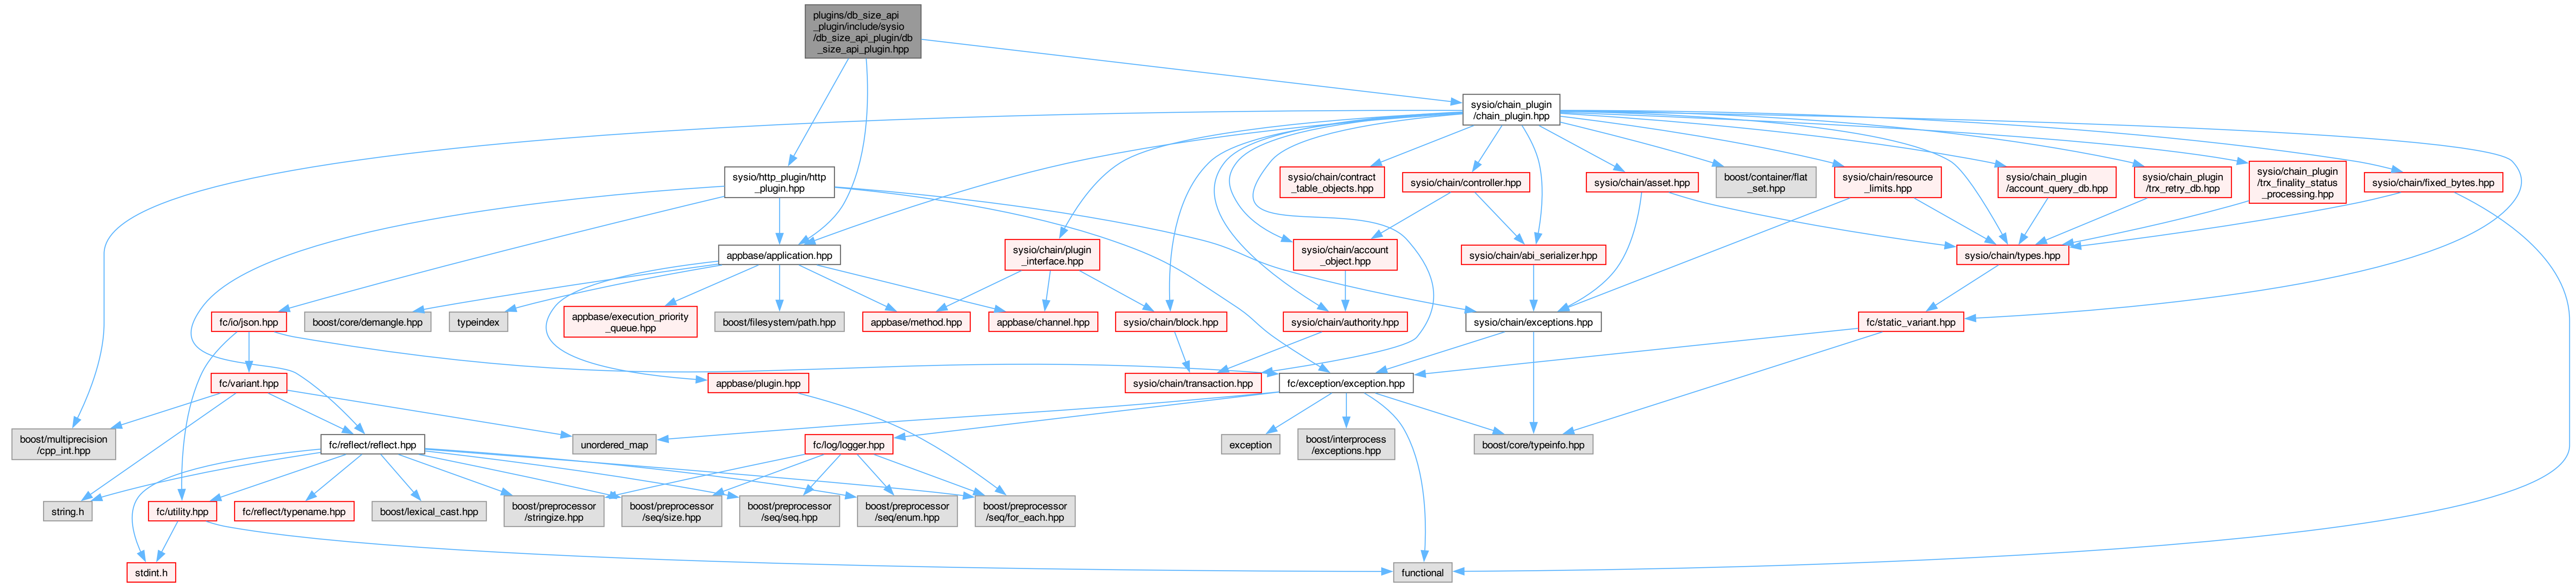 plugins/db_size_api
_plugin/include/sysio
/db_size_api_plugin/db
_size_api_plugin.hpp
sysio/chain_plugin
/chain_plugin.hpp
sysio/http_plugin/http
_plugin.hpp
sysio/chain/contract
_table_objects.hpp
sysio/chain/controller.hpp
sysio/chain/asset.hpp
boost/container/flat
_set.hpp
sysio/chain/resource
_limits.hpp
sysio/chain_plugin
/account_query_db.hpp
sysio/chain_plugin
/trx_retry_db.hpp
sysio/chain_plugin
/trx_finality_status
_processing.hpp
sysio/chain/fixed_bytes.hpp
appbase/application.hpp
sysio/chain/plugin
_interface.hpp
sysio/chain/account
_object.hpp
sysio/chain/abi_serializer.hpp
sysio/chain/types.hpp
fc/io/json.hpp
boost/core/demangle.hpp
typeindex
appbase/execution_priority
_queue.hpp
boost/filesystem/path.hpp
appbase/method.hpp
appbase/channel.hpp
sysio/chain/block.hpp
sysio/chain/authority.hpp
sysio/chain/exceptions.hpp
fc/static_variant.hpp
fc/variant.hpp
appbase/plugin.hpp
sysio/chain/transaction.hpp
fc/exception/exception.hpp
boost/multiprecision
/cpp_int.hpp
fc/reflect/reflect.hpp
unordered_map
fc/log/logger.hpp
exception
boost/interprocess
/exceptions.hpp
boost/core/typeinfo.hpp
string.h
fc/utility.hpp
fc/reflect/typename.hpp
boost/lexical_cast.hpp
boost/preprocessor
/stringize.hpp
boost/preprocessor
/seq/size.hpp
boost/preprocessor
/seq/seq.hpp
boost/preprocessor
/seq/enum.hpp
boost/preprocessor
/seq/for_each.hpp
stdint.h
functional